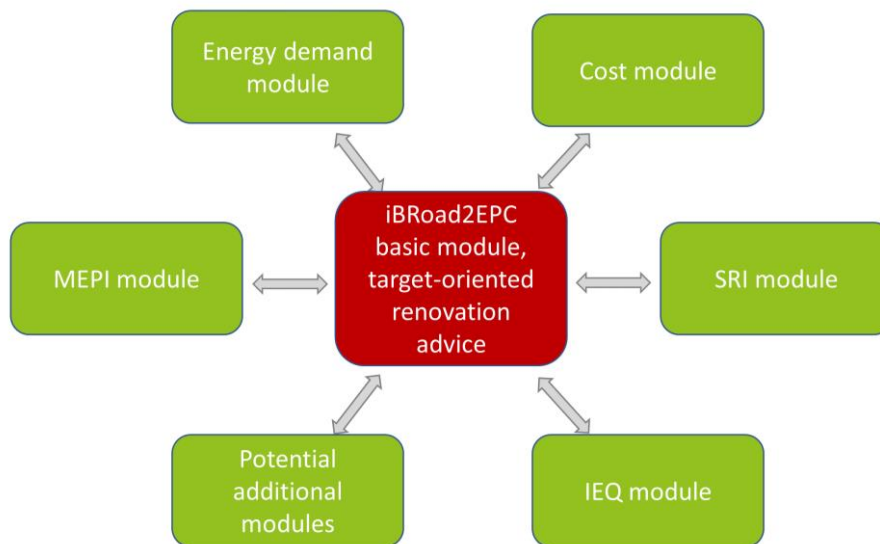 Energy demand
module
Cost module
iBRoad2EPC
basic module,
target-oriented
renovation
advice
MEPI module
SRI module
Potential
additional
modules
IEQ module